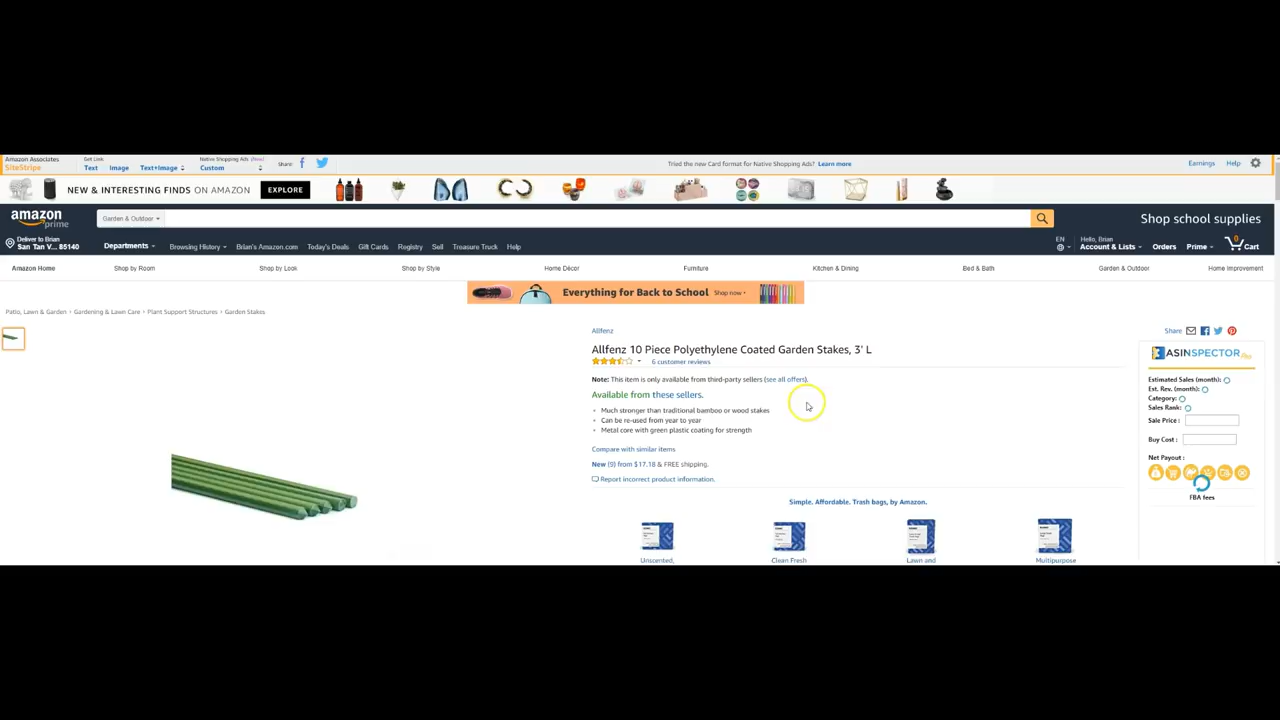 Amazon Associates
SiteStripe
Get Link
Text Image Text+Image
Native Shopping Ads
Custom
Share:
Tried the new Card format for Native Shopping Ads? Learn more
Earnings Help
NEW & INTERESTING FINDS ON AMAZON EXPLORE
amazon prime
Garden & Outdoor
Shop school supplies
Deliver to Brian
San Tan V... 85140
Departments Browsing History Brian's Amazon.com Today's Deals Gift Cards Registry Sell Treasure Truck Help
EN
Hello, Brian
Account & Lists Orders Prime 0 Cart
Amazon Home Shop by Room Shop by Look Shop by Style Home Décor Furniture Kitchen & Dining Bed & Bath Garden & Outdoor Home Improvement
Everything for Back to School Shop now
Patio, Lawn & Garden › Gardening & Lawn Care › Plant Support Structures › Garden Stakes
Allfenz
Allfenz 10 Piece Polyethylene Coated Garden Stakes, 3' L
6 customer reviews
Note: This item is only available from third-party sellers (see all offers).
Available from these sellers.
Much stronger than traditional bamboo or wood stakes
Can be re-used from year to year
Metal core with green plastic coating for strength
Compare with similar items
New (9) from $17.18 & FREE shipping.
Report incorrect product information.
Simple. Affordable. Trash bags, by Amazon.
Unscented, Clean Fresh Lawn and Multipurpose
Share
ASINSPECTOR
Estimated Sales (month):
Est. Rev. (month):
Category:
Sales Rank:
Sale Price :
Buy Cost :
Net Payout :
FBA fees